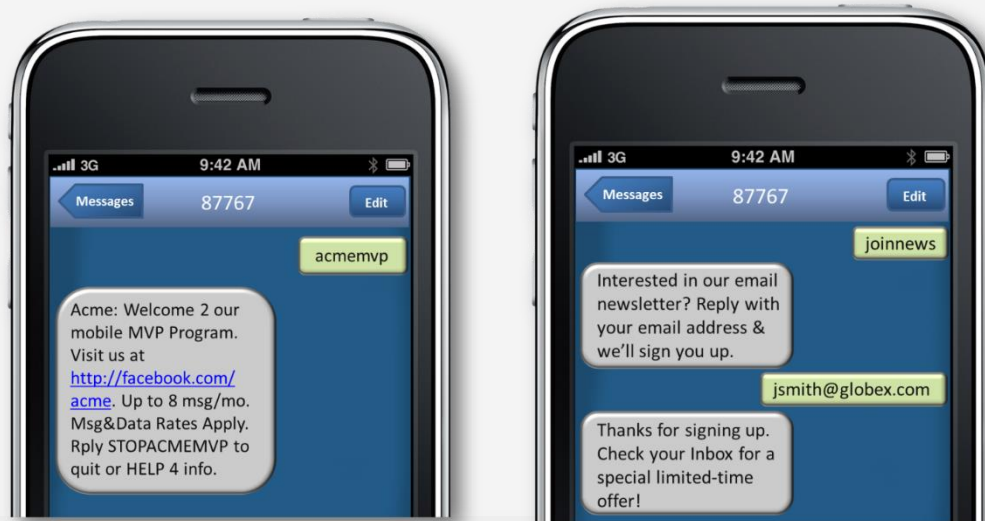 3G 9:42 AM
Messages 87767 Edit
acmemvp
Acme: Welcome 2 our
mobile MVP Program.
Visit us at
http://facebook.com/
acme. Up to 8 msg/mo.
Msg&Data Rates Apply.
Rply STOPACMEMVP to
quit or HELP 4 info.
3G 9:42 AM
Messages 87767 Edit
joinnews
Interested in our email
newsletter? Reply with
your email address &
we’ll sign you up.
jsmith@globex.com
Thanks for signing up.
Check your Inbox for a
special limited-time
offer!